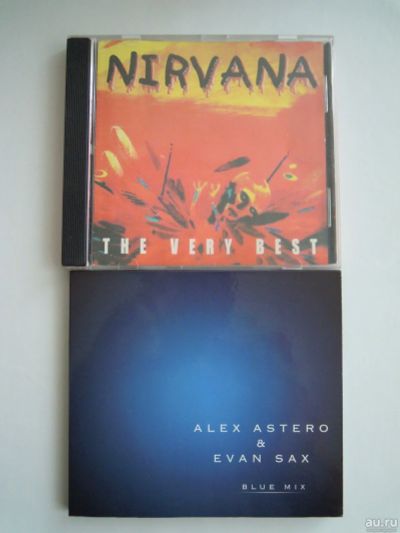 NIRVANA
THE VERY BEST
ALEX ASTERO
&
EVAN SAX
BLUE MIX
au.ru